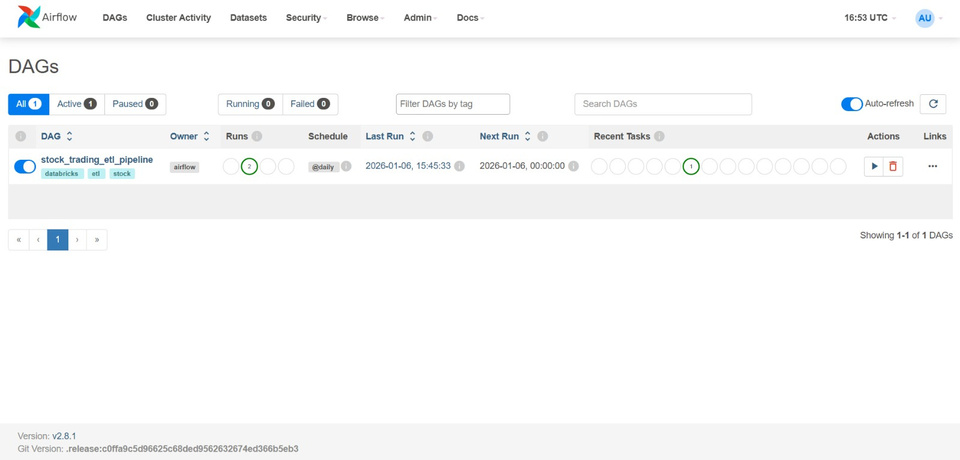 Airflow DAGs Cluster Activity Datasets Security Browse Admin Docs 16:53 UTC AU
DAGs
All 1 Active 1 Paused 0 Running 0 Failed 0 Filter DAGs by tag Search DAGs Auto-refresh
DAG Owner Runs Schedule Last Run Next Run Recent Tasks Actions Links
stock_trading_etl_pipeline
airflow 2 @daily 2026-01-06, 15:45:33 2026-01-06, 00:00:00 1
databricks etl stock
« ‹ 1 › » Showing 1-1 of 1 DAGs
Version: v2.8.1
Git Version: .release:c0ffa9c5d96625c68ded9562632674ed366b5eb3